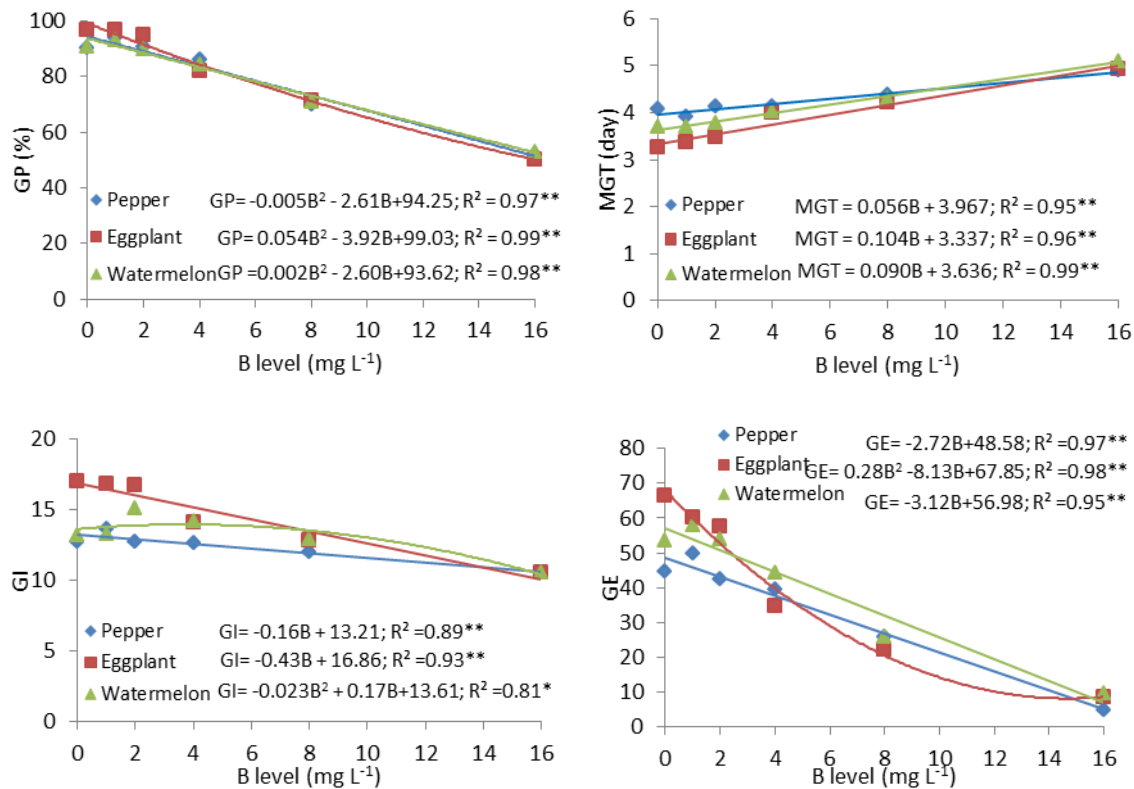 100
80
60
40
20
0
GP (%)
Pepper GP= -0.005B² - 2.61B+94.25; R² = 0.97**
Eggplant GP= 0.054B² - 3.92B+99.03; R² = 0.99**
Watermelon GP =0.002B² - 2.60B+93.62; R² = 0.98**
0 2 4 6 8 10 12 14 16
B level (mg L⁻¹)
6
5
4
3
2
1
0
MGT (day)
Pepper MGT = 0.056B + 3.967; R² = 0.95**
Eggplant MGT = 0.104B + 3.337; R² = 0.96**
Watermelon MGT = 0.090B + 3.636; R² = 0.99**
0 2 4 6 8 10 12 14 16
B level (mg L⁻¹)
20
15
10
5
0
GI
Pepper GI= -0.16B + 13.21; R² =0.89**
Eggplant GI= -0.43B + 16.86; R² =0.93**
Watermelon GI= -0.023B² + 0.17B+13.61; R² =0.81*
0 2 4 6 8 10 12 14 16
B level (mg L⁻¹)
80
70
60
50
40
30
20
10
0
GE
Pepper GE= -2.72B+48.58; R² =0.97**
Eggplant GE= 0.28B² -8.13B+67.85; R² =0.98**
Watermelon GE= -3.12B+56.98; R² =0.95**
0 2 4 6 8 10 12 14 16
B level (mg L⁻¹)